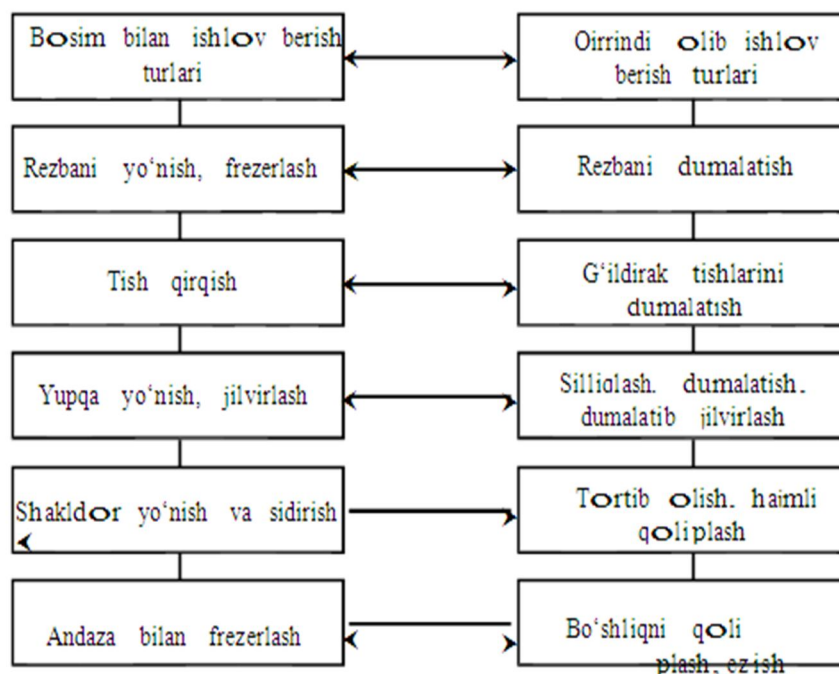 Bosim bilan ishlov berish
turlari
Oirrindi olib ishlov
berish turlari
Rezbani yo‘nish, frezerlash
Rezbani dumalatish
Tish qirqish
G‘ildirak tishlarini
dumalatish
Yupqa yo‘nish, jilvirlash
Silliqlash. dumalatish.
dumalatib jilvirlash
Shakldor yo‘nish va sidirish
Tortib olish. haimli
qoliplash
Andaza bilan frezerlash
Bo‘shliqni qoli
plash, ezish